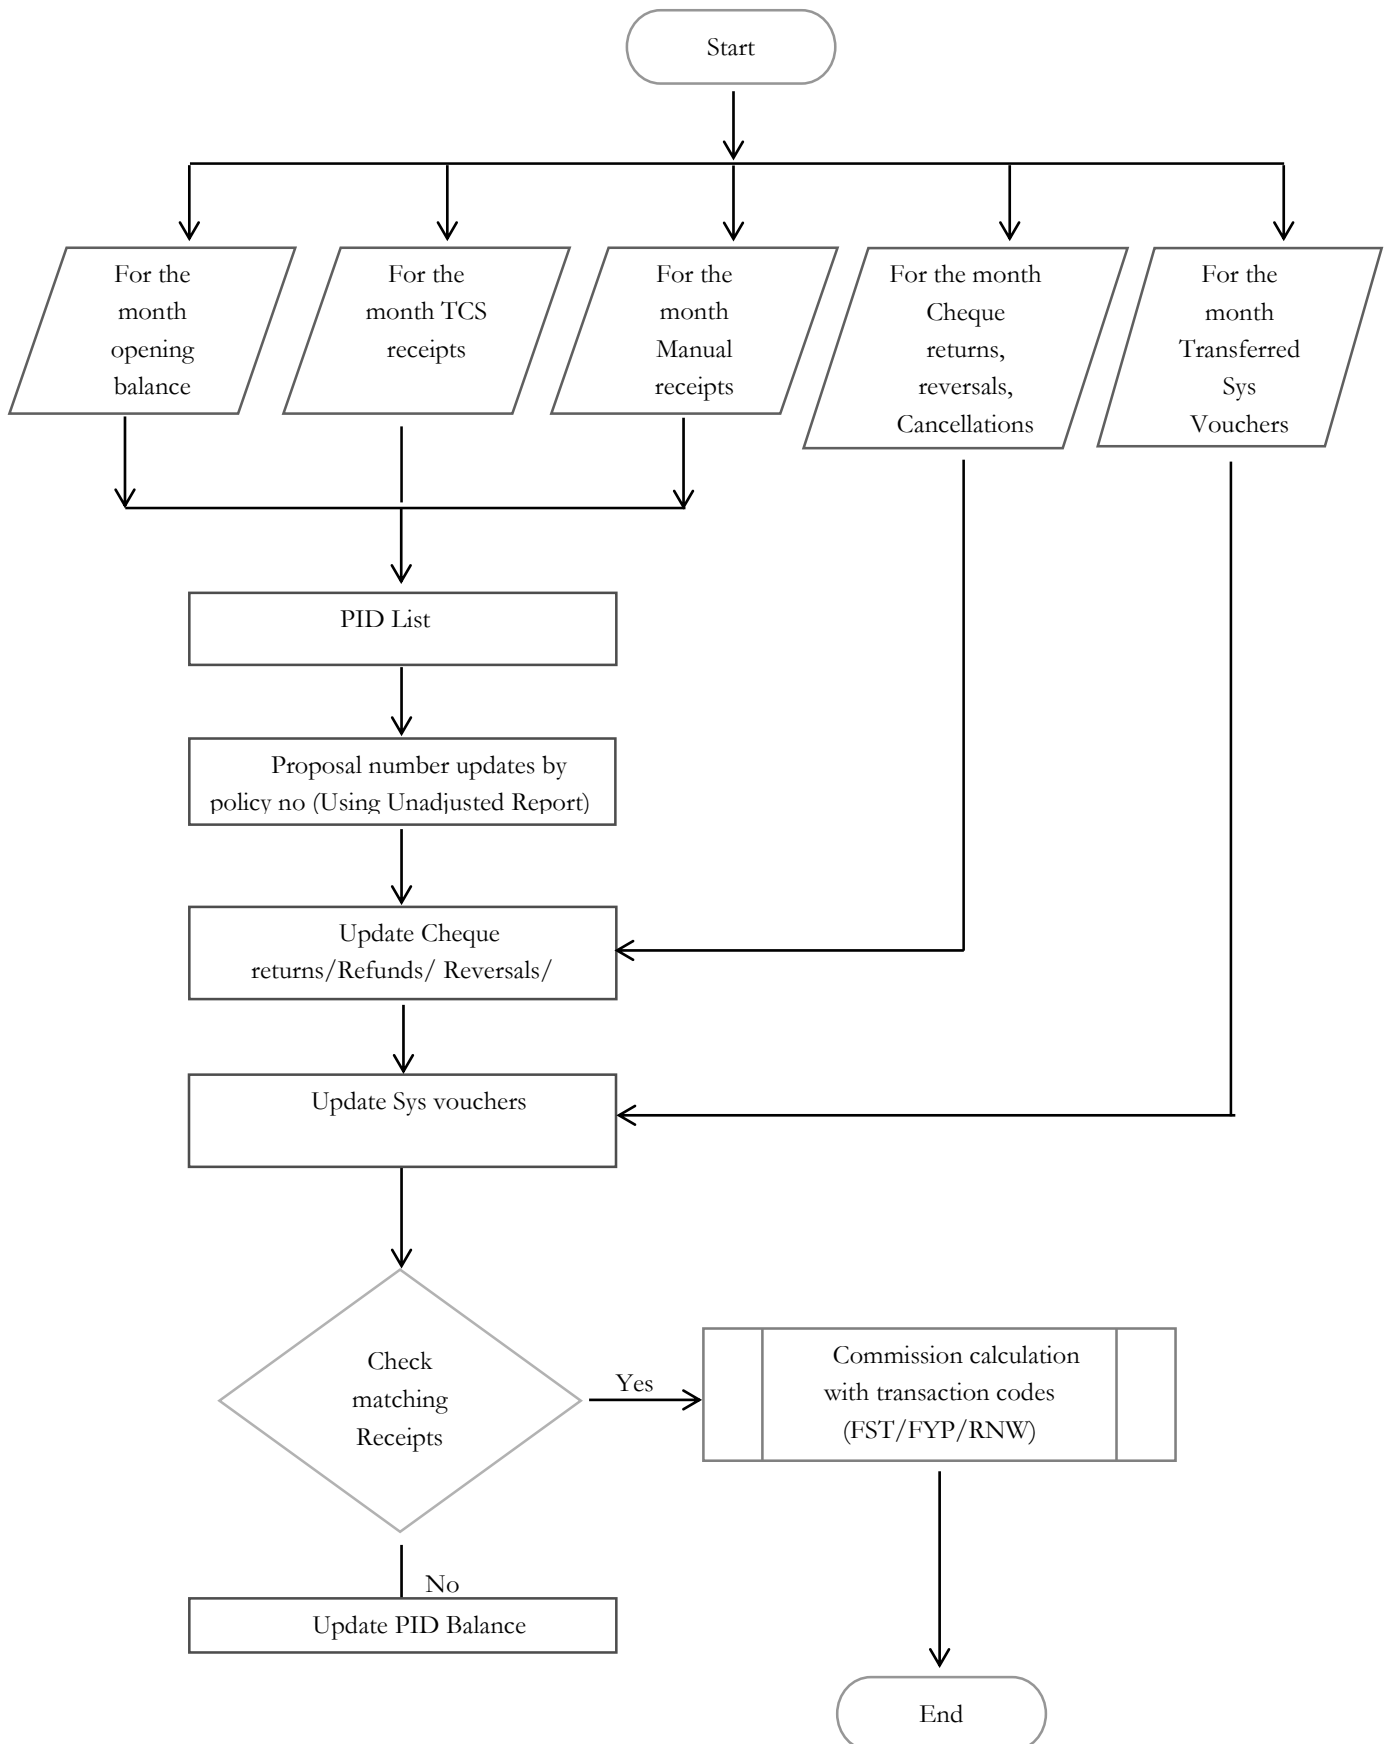 Start
For the
month
opening
balance
For the
month TCS
receipts
For the
month
Manual
receipts
For the month
Cheque
returns,
reversals,
Cancellations
For the
month
Transferred
Sys
Vouchers
PID List
Proposal number updates by
policy no (Using Unadjusted Report)
Update Cheque
returns/Refunds/ Reversals/
Update Sys vouchers
Check
matching
Receipts
Yes
Commission calculation
with transaction codes
(FST/FYP/RNW)
No
Update PID Balance
End